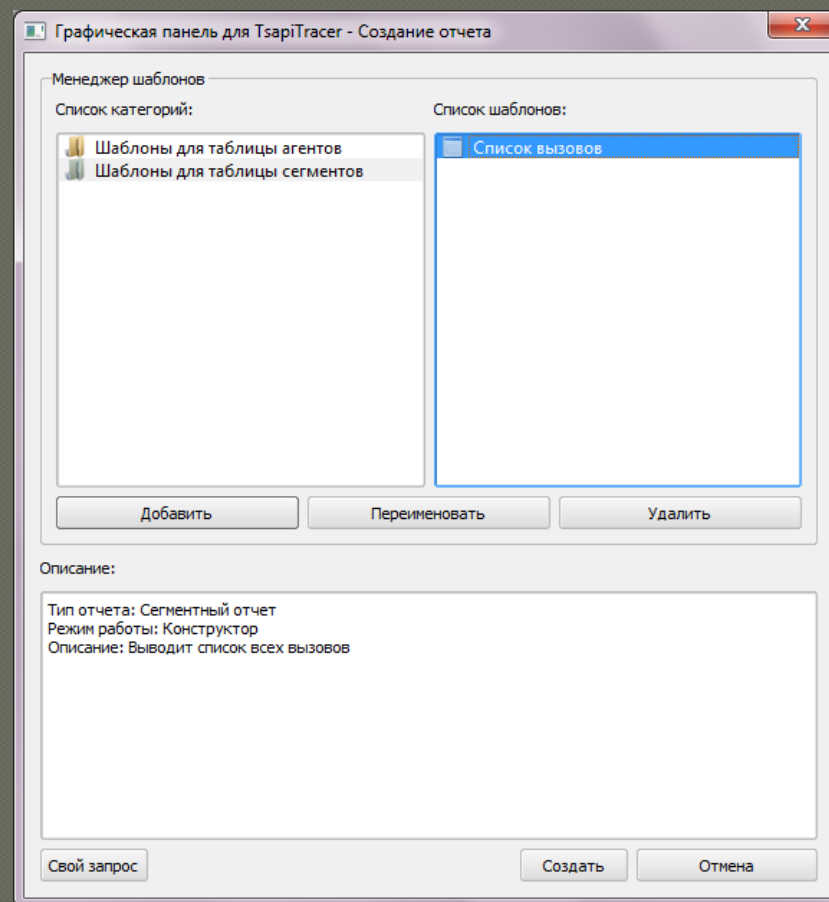 Графическая панель для TsapiTracer - Создание отчета
Менеджер шаблонов
Список категорий:
Список шаблонов:
Шаблоны для таблицы агентов
Шаблоны для таблицы сегментов
Список вызовов
Добавить
Переименовать
Удалить
Описание:
Тип отчета: Сегментный отчет
Режим работы: Конструктор
Описание: Выводит список всех вызовов
Свой запрос
Создать
Отмена